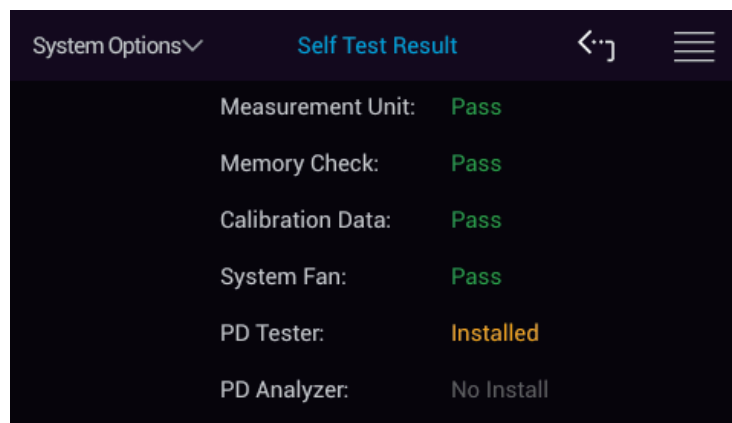 System Options Self Test Result
Measurement Unit: Pass
Memory Check: Pass
Calibration Data: Pass
System Fan: Pass
PD Tester: Installed
PD Analyzer: No Install